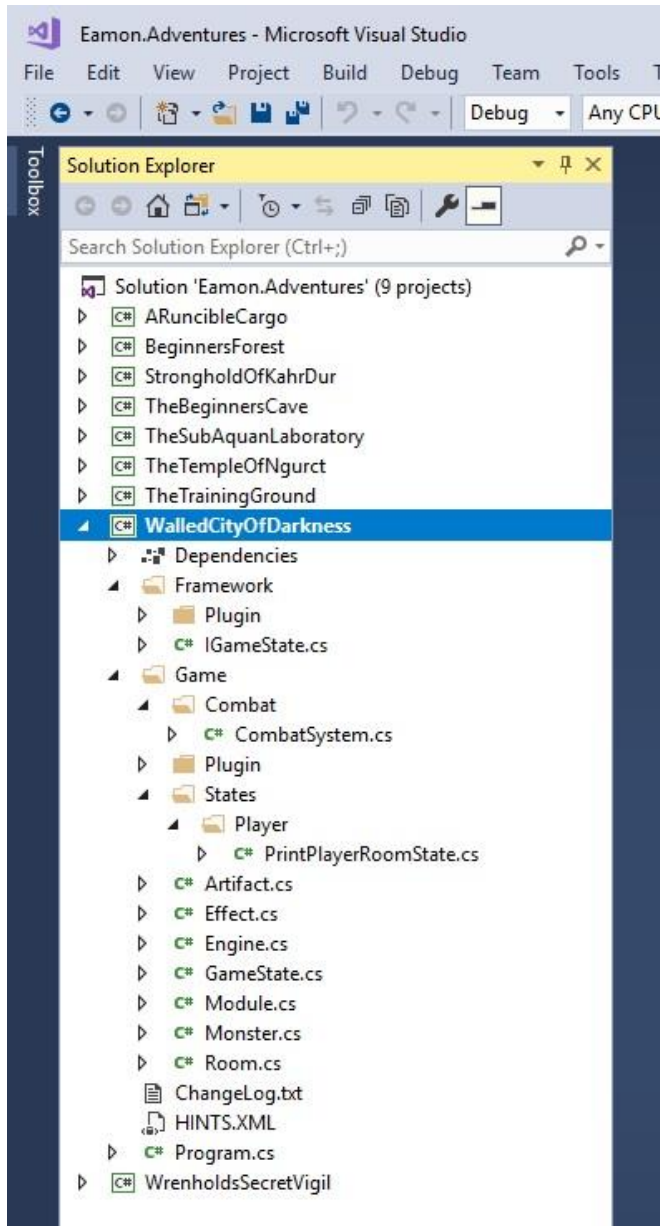 Eamon.Adventures - Microsoft Visual Studio
File Edit View Project Build Debug Team Tools T
Debug Any CPU
Toolbox
Solution Explorer
Search Solution Explorer (Ctrl+;)
Solution 'Eamon.Adventures' (9 projects)
C# ARuncibleCargo
C# BeginnersForest
C# StrongholdOfKahrDur
C# TheBeginnersCave
C# TheSubAquanLaboratory
C# TheTempleOfNgurct
C# TheTrainingGround
C# WalledCityOfDarkness
Dependencies
Framework
Plugin
C# IGameState.cs
Game
Combat
C# CombatSystem.cs
Plugin
States
Player
C# PrintPlayerRoomState.cs
C# Artifact.cs
C# Effect.cs
C# Engine.cs
C# GameState.cs
C# Module.cs
C# Monster.cs
C# Room.cs
ChangeLog.txt
HINTS.XML
C# Program.cs
C# WrenholdsSecretVigil